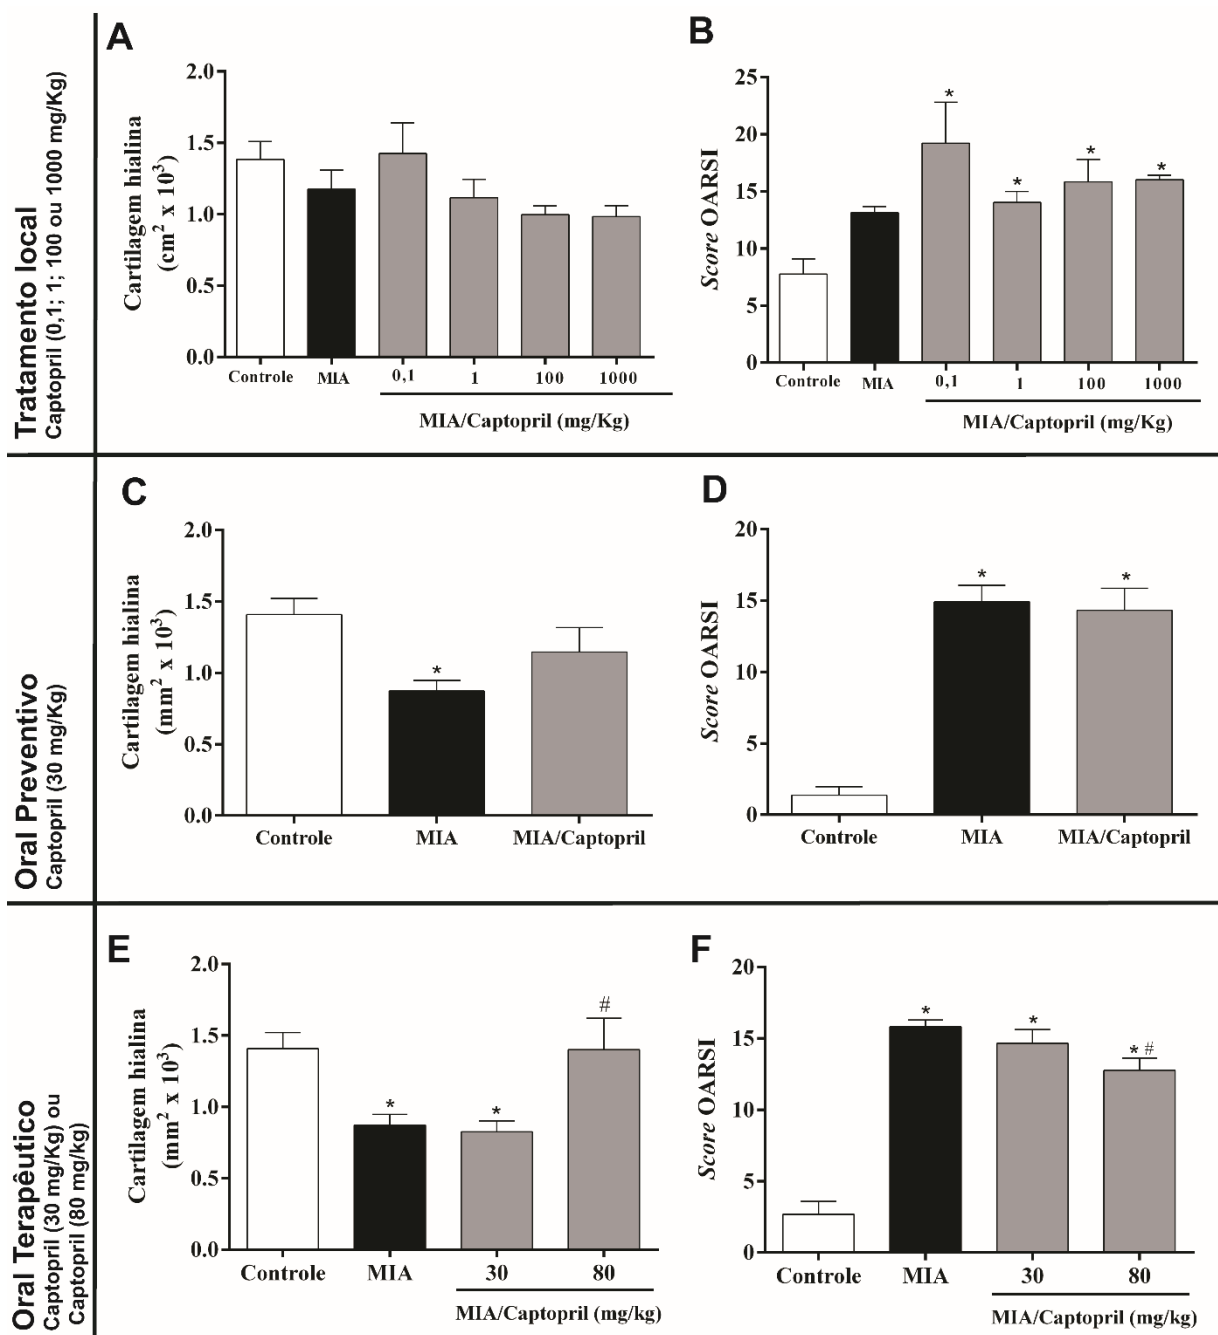 Tratamento local
Captopril (0,1; 1; 100 ou 1000 mg/Kg)
A
Cartilagem hialina
(cm² x 10³)
2.0
1.5
1.0
0.5
0.0
Controle
MIA
0,1
1
100
1000
MIA/Captopril (mg/Kg)
B
Score OARSI
25
20
15
10
5
0
*
*
*
*
Controle
MIA
0,1
1
100
1000
MIA/Captopril (mg/Kg)
Oral Preventivo
Captopril (30 mg/Kg)
C
Cartilagem hialina
(mm² x 10³)
2.0
1.5
1.0
0.5
0.0
*
Controle
MIA
MIA/Captopril
D
Score OARSI
20
15
10
5
0
*
*
Controle
MIA
MIA/Captopril
Oral Terapêutico
Captopril (30 mg/Kg) ou
Captopril (80 mg/kg)
E
Cartilagem hialina
(mm² x 10³)
2.0
1.5
1.0
0.5
0.0
*
*
#
Controle
MIA
30
80
MIA/Captopril (mg/kg)
F
Score OARSI
20
15
10
5
0
*
*
* #
Controle
MIA
30
80
MIA/Captopril (mg/kg)